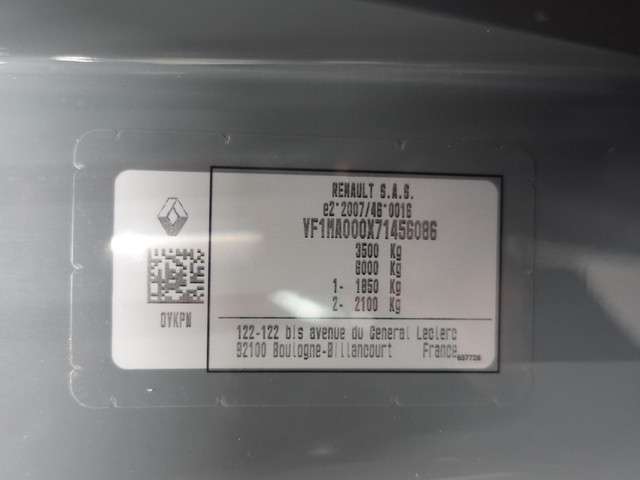 RENAULT S.A.S.
e2*2007/46*0016
VF1MA000X71456086
3500 Kg
6000 Kg
1- 1850 Kg
2- 2100 Kg
OYKPN
122-122 bis avenue du General Leclerc
92100 Boulogne-Billancourt France